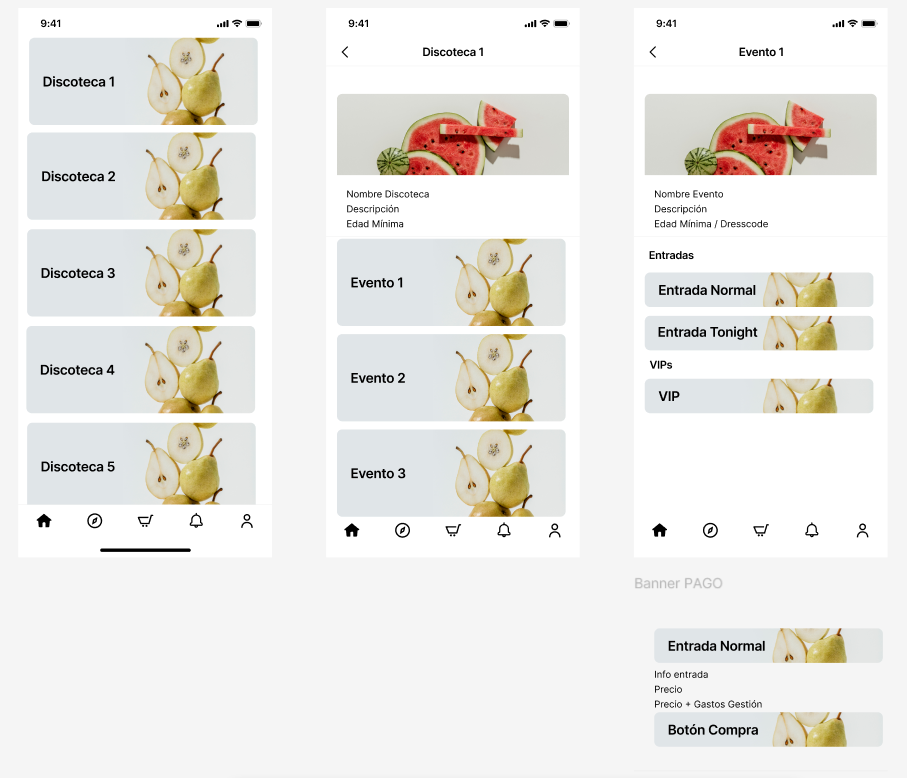 9:41
Discoteca 1
Discoteca 2
Discoteca 3
Discoteca 4
Discoteca 5
9:41
Discoteca 1
Nombre Discoteca
Descripción
Edad Mínima
Evento 1
Evento 2
Evento 3
9:41
Evento 1
Nombre Evento
Descripción
Edad Mínima / Dresscode
Entradas
Entrada Normal
Entrada Tonight
VIPs
VIP
Banner PAGO
Entrada Normal
Info entrada
Precio
Precio + Gastos Gestión
Botón Compra